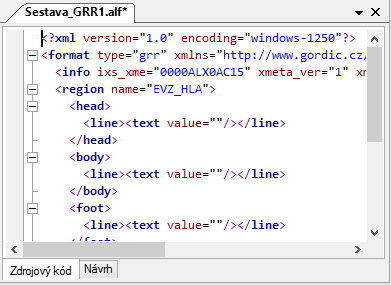 Sestava_GRR1.alf*
<?xml version="1.0" encoding="windows-1250"?>
<format type="grr" xmlns="http://www.gordic.cz/
<info ixs_xme="0000ALX0AC15" xmeta_ver="1" xm
<region name="EVZ_HLA">
<head>
<line><text value=""/></line>
</head>
<body>
<line><text value=""/></line>
</body>
<foot>
<line><text value=""/></line>
</foot>
Zdrojový kód Návrh